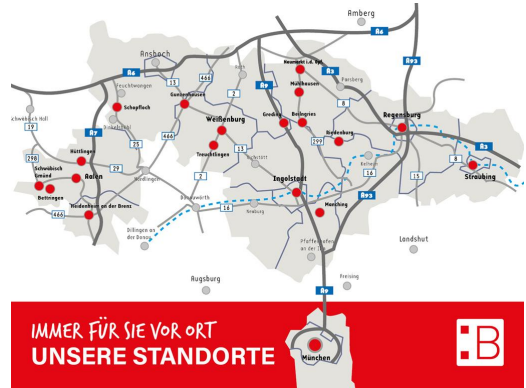 Amberg
A6
Ansbach
A6
466
Roth
Neumarkt i.d. Opf.
A3
A93
Feuchtwangen
13
A9
Parsberg
Schopfloch
Gunzenhausen
2
Mühlhausen
8
Schwäbisch Hall
Dinkelsbühl
Weißenburg
Greding
Beilngries
Regensburg
19
A7
25
466
Riedenburg
299
A3
298
Hüttlingen
Treuchtlingen
13
Eichstätt
Kelheim
8
Schwäbisch
Gmünd
29
Aalen
Nördlingen
2
Ingolstadt
16
15
Straubing
Bettringen
Donauwörth
A93
466
Heidenheim an der Brenz
16
Neuburg
Manching
Dillingen an
der Donau
Pfaffenhofen
an der Ilm
Landshut
Augsburg
Freising
A9
IMMER FÜR SIE VOR ORT
UNSERE STANDORTE
München
:B